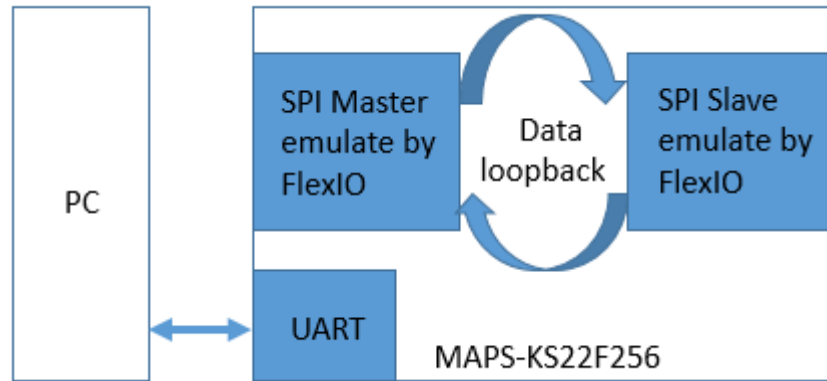 PC
SPI Master
emulate by
FlexIO
Data
loopback
SPI Slave
emulate by
FlexIO
UART
MAPS-KS22F256